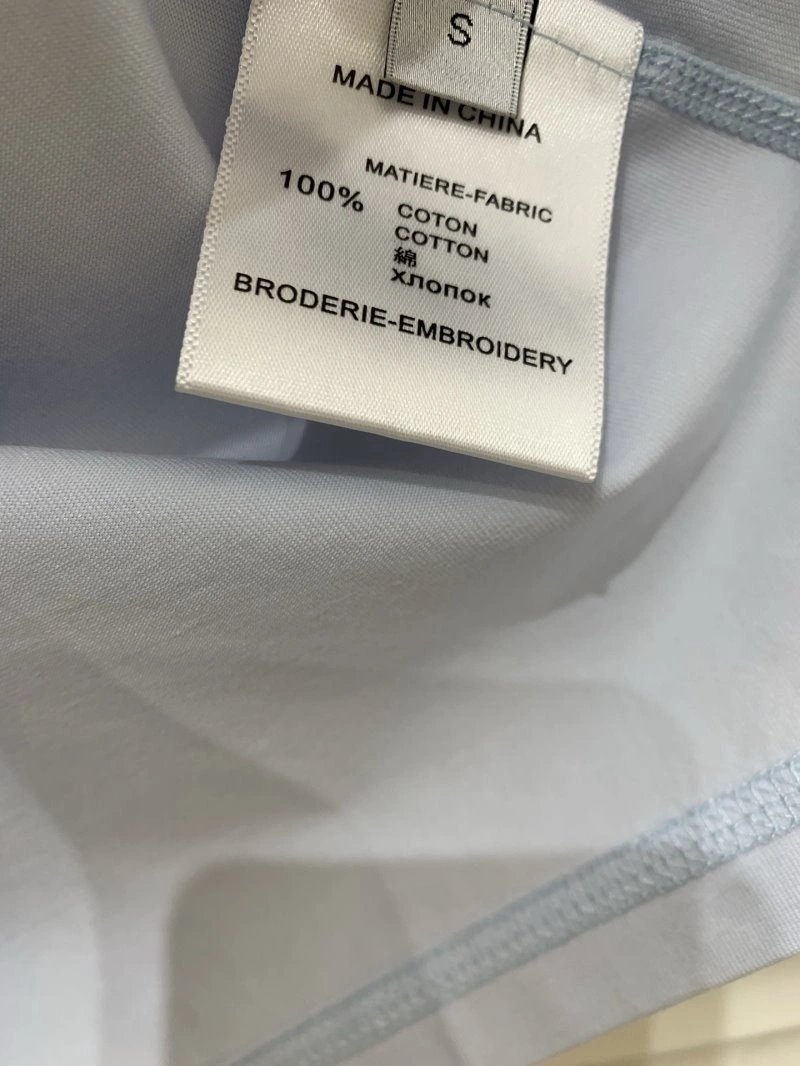 S
MADE IN CHINA
MATIERE-FABRIC
100% COTON
COTTON
綿
хлопок
BRODERIE-EMBROIDERY